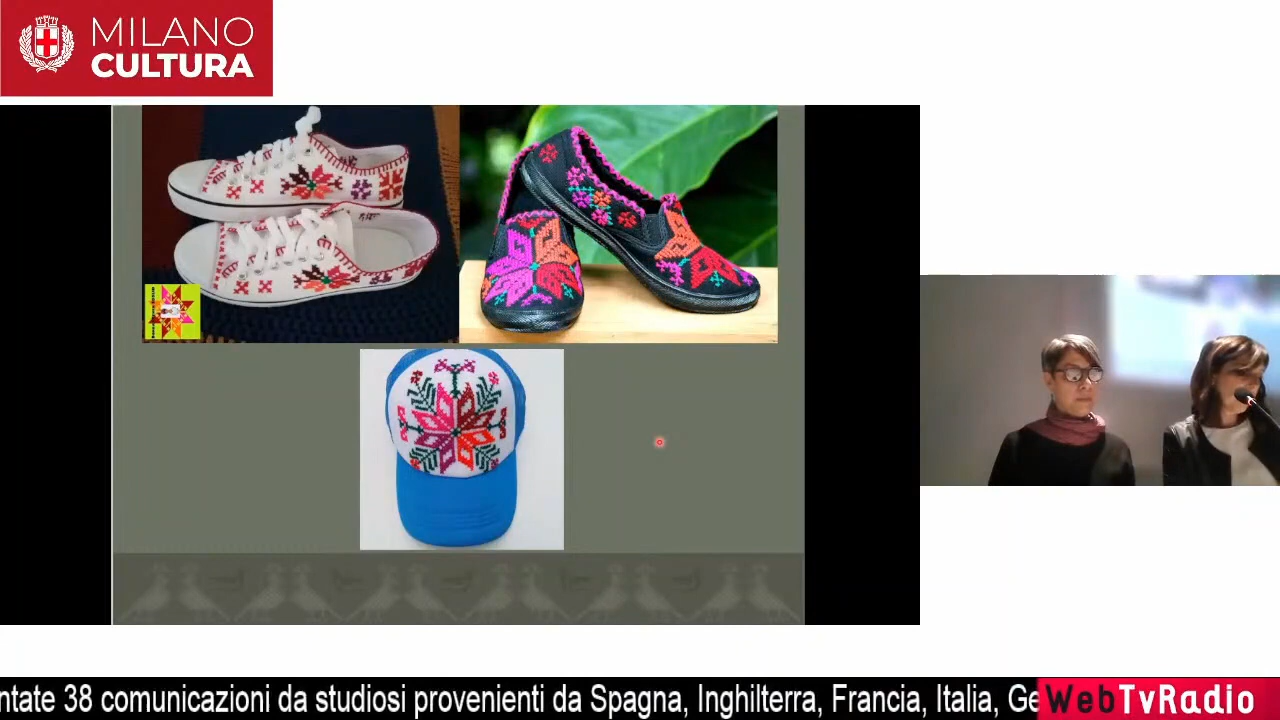 MILANO
CULTURA
ntate 38 comunicazioni da studiosi provenienti da Spagna, Inghilterra, Francia, Italia, Ge
WebTvRadio